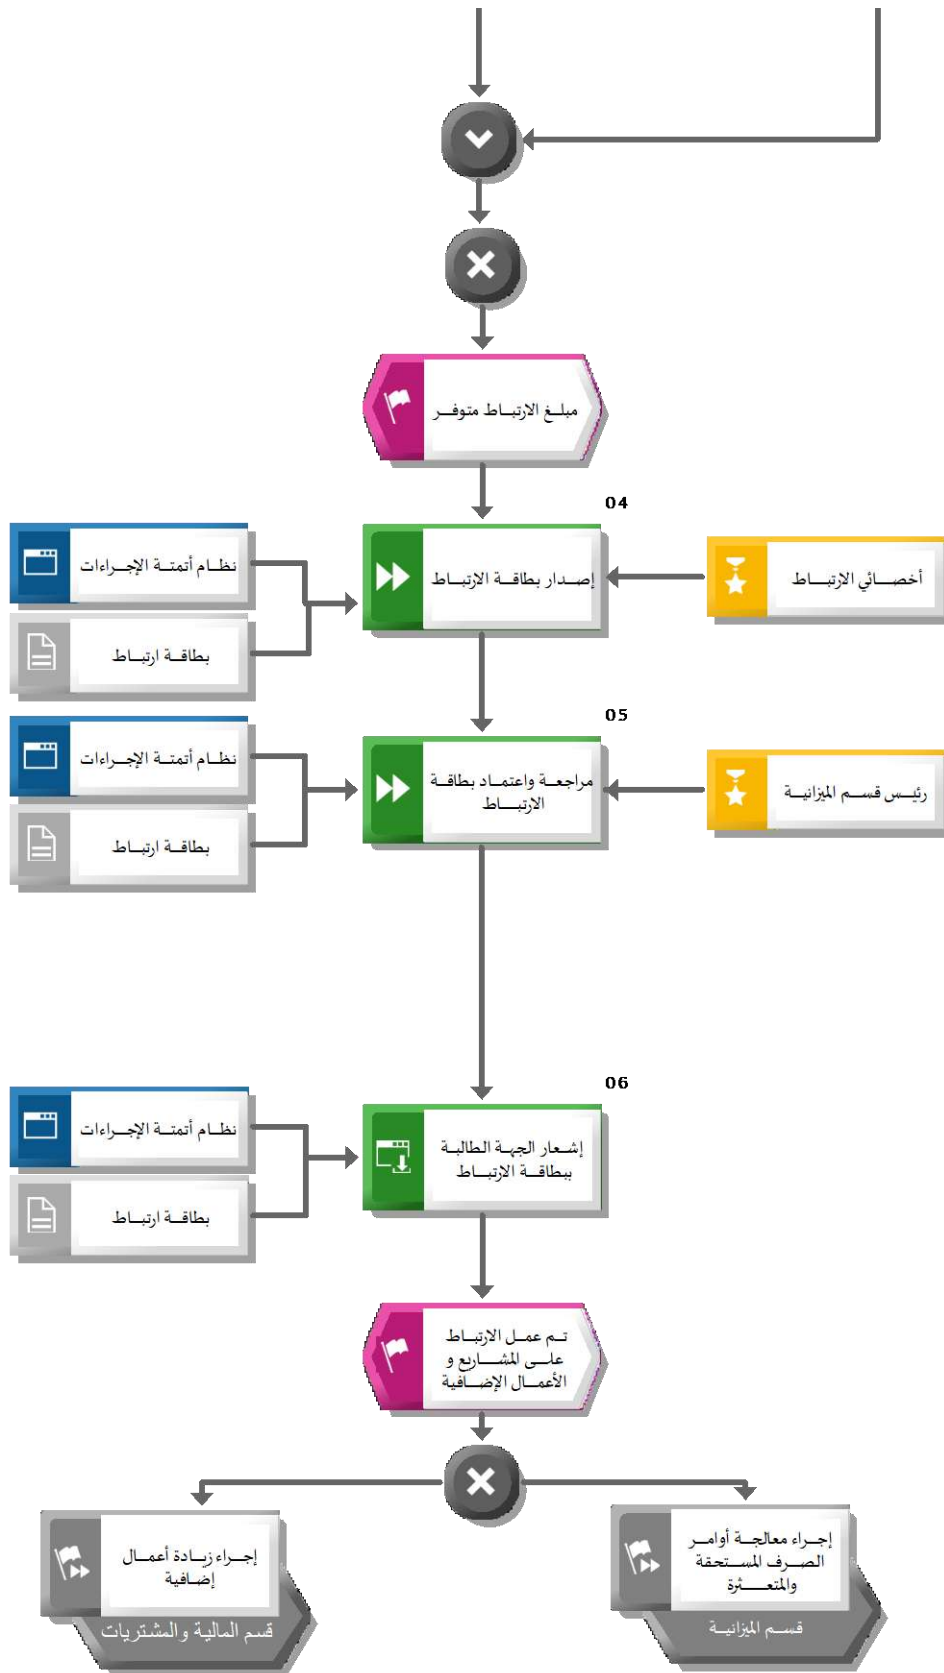 مبلغ الارتباط متوفر
04
أخصائي الارتباط
إصدار بطاقة الارتباط
نظام أتمتة الإجراءات
بطاقة ارتباط
05
رئيس قسم الميزانية
مراجعة واعتماد بطاقة
الارتباط
نظام أتمتة الإجراءات
بطاقة ارتباط
06
إشعار الجهة الطالبة
ببطاقة الارتباط
نظام أتمتة الإجراءات
بطاقة ارتباط
تم عمل الارتباط
على المشاريع و
الأعمال الإضافية
إجراء معالجة أوامر
الصرف المستحقة
والمتعثرة
قسم الميزانية
إجراء زيادة أعمال
إضافية
قسم المالية والمشتريات